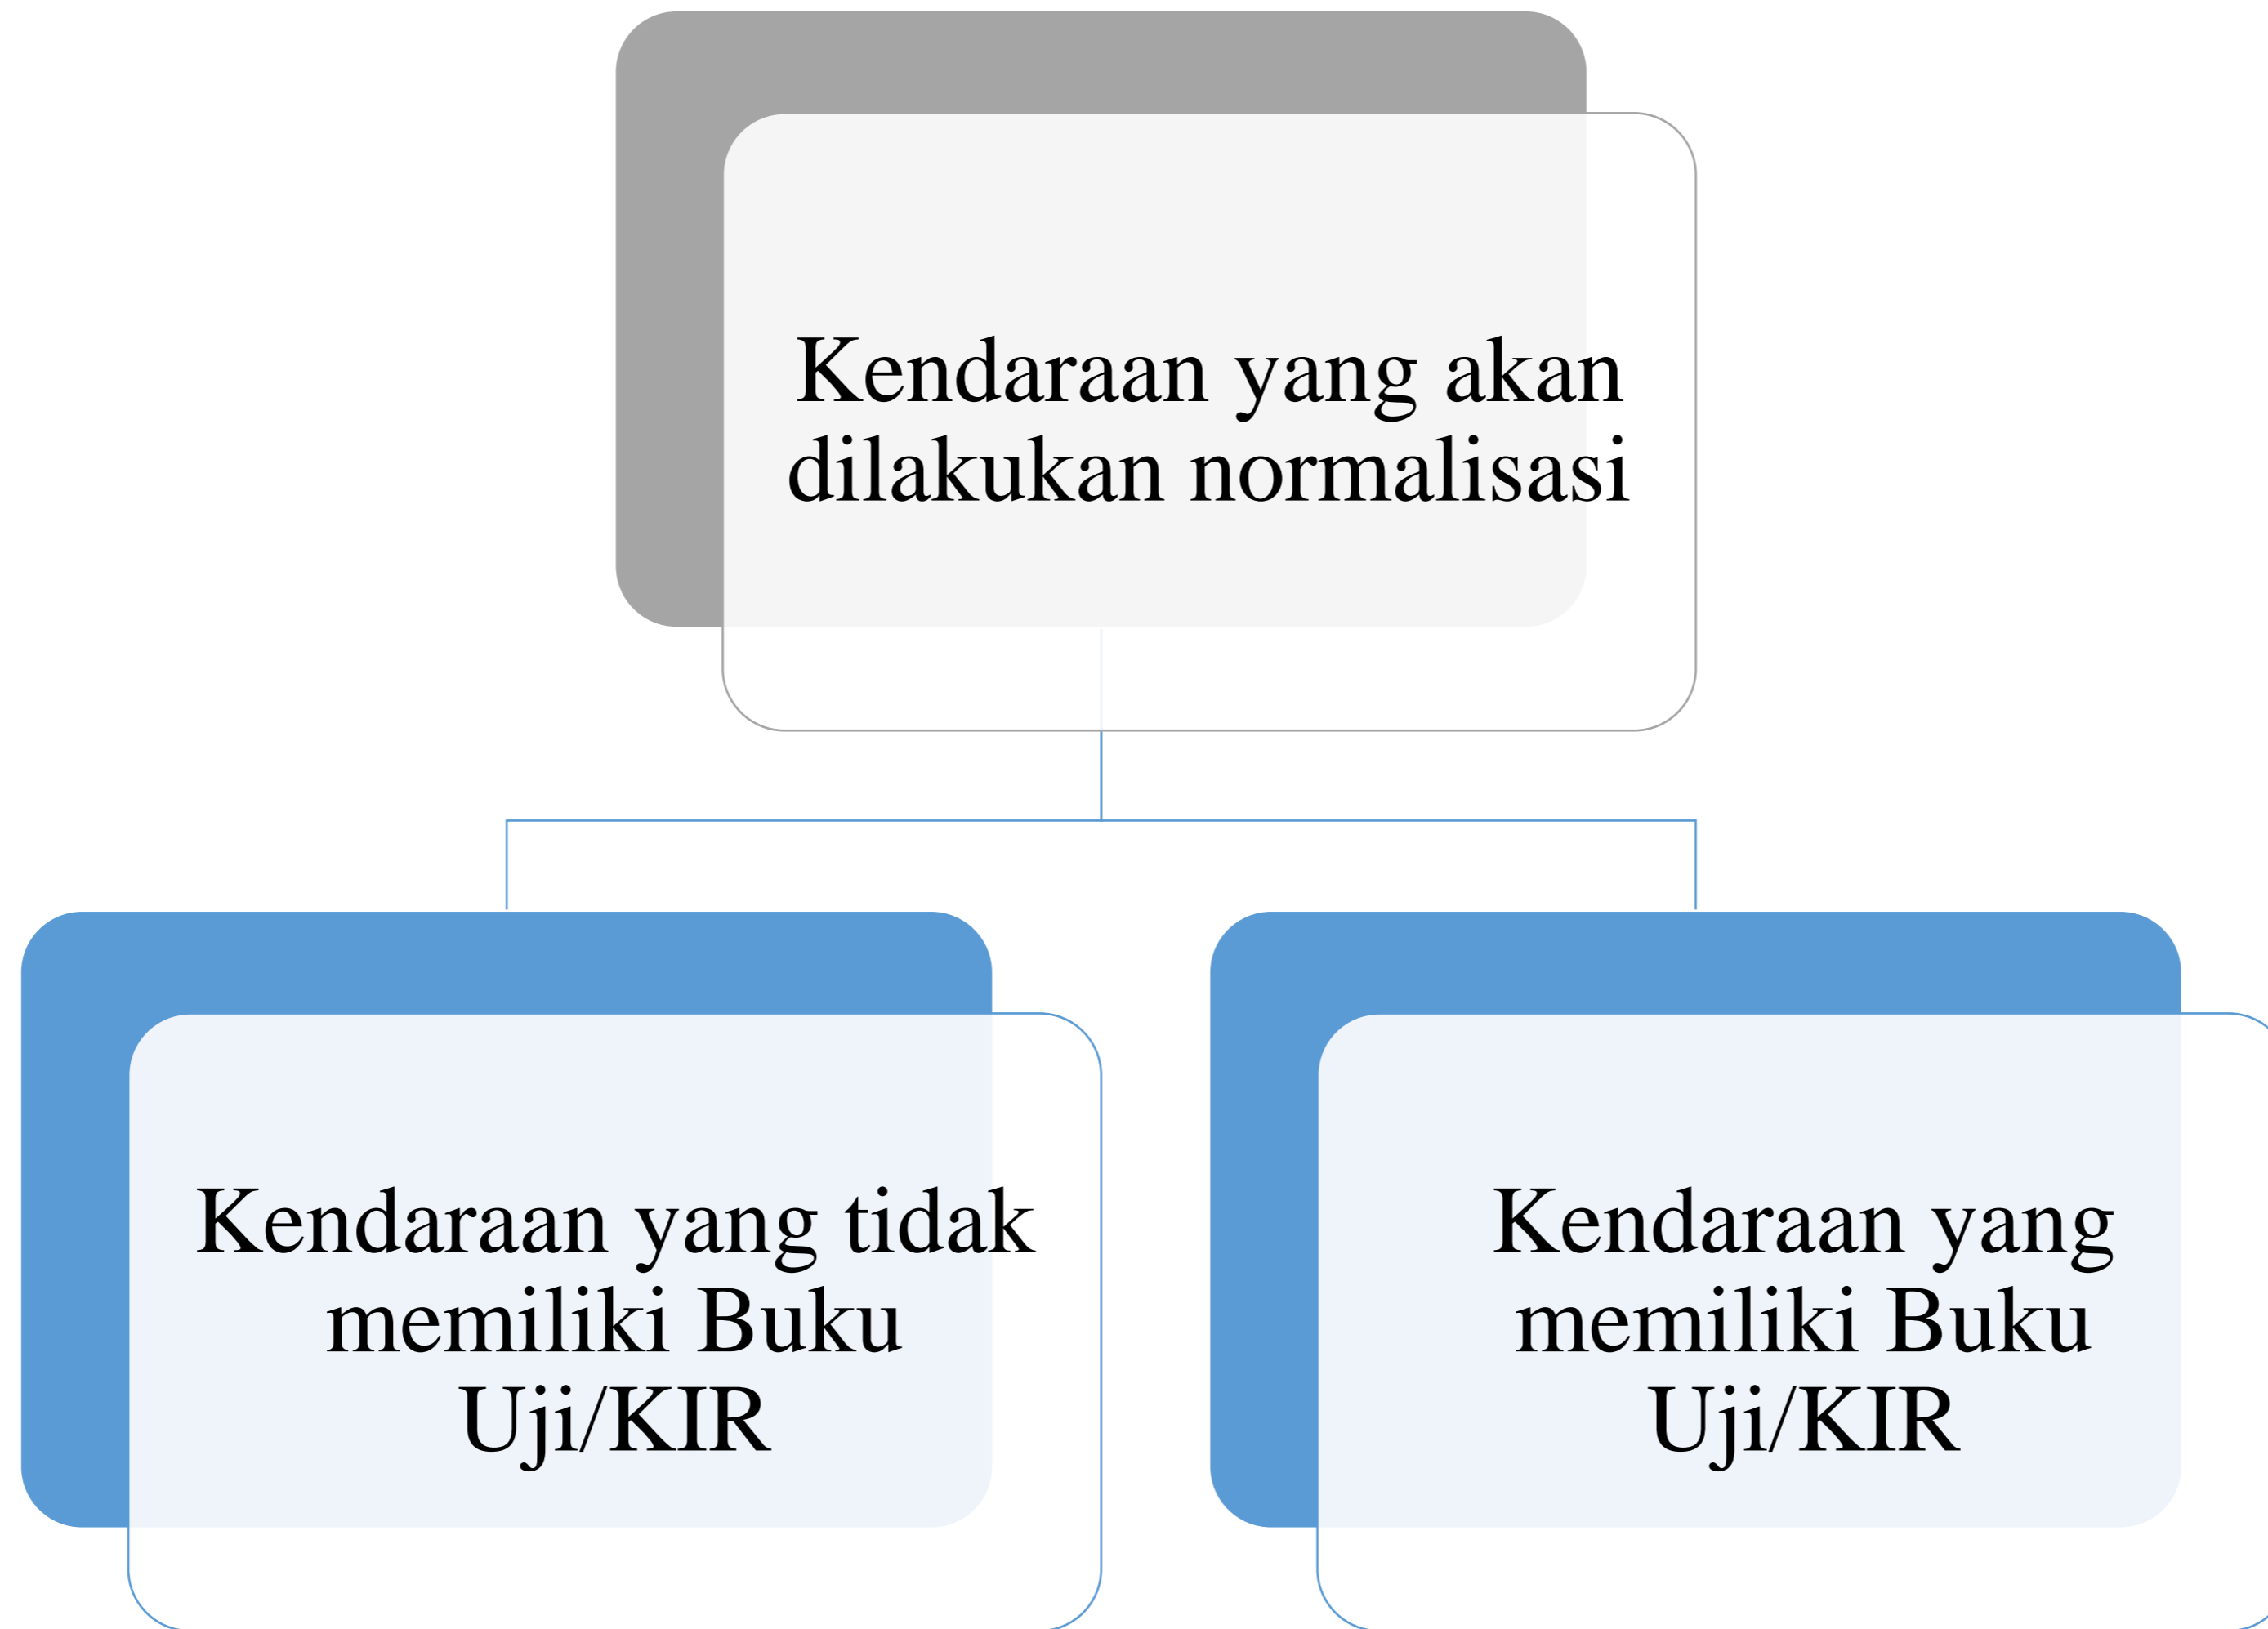 Kendaraan yang akan
dilakukan normalisasi
Kendaraan yang tidak
memiliki Buku
Uji/KIR
Kendaraan yang
memiliki Buku
Uji/KIR